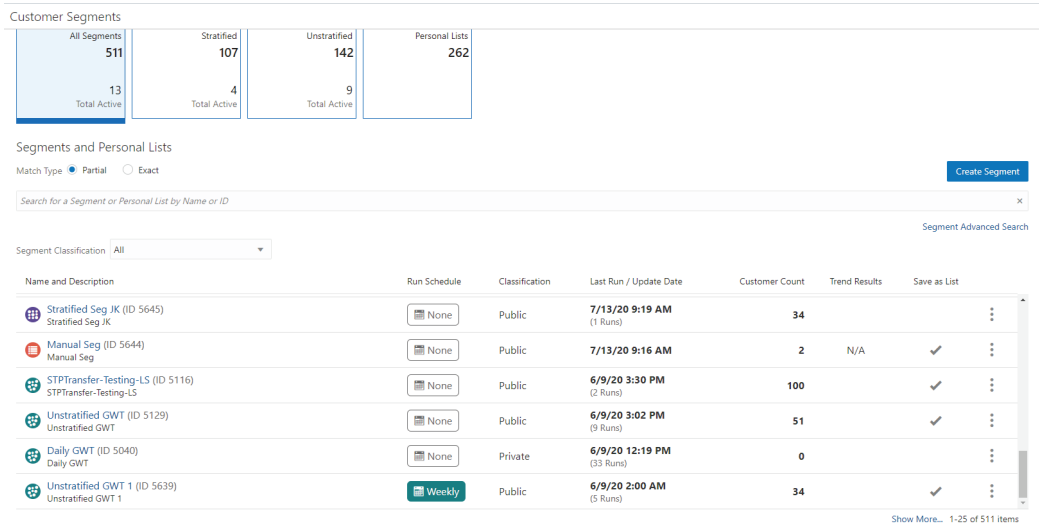 Customer Segments
All Segments Stratified Unstratified Personal Lists
511 107 142 262
13 4 9
Total Active Total Active Total Active
Segments and Personal Lists
Match Type Partial Exact
Create Segment
Search for a Segment or Personal List by Name or ID ×
Segment Advanced Search
Segment Classification All
Name and Description Run Schedule Classification Last Run / Update Date Customer Count Trend Results Save as List
Stratified Seg JK (ID 5645) None Public 7/13/20 9:19 AM 34
Stratified Seg JK (1 Runs)
Manual Seg (ID 5644) None Public 7/13/20 9:16 AM 2 N/A
Manual Seg
STPTransfer-Testing-LS (ID 5116) None Public 6/9/20 3:30 PM 100
STPTransfer-Testing-LS (2 Runs)
Unstratified GWT (ID 5129) None Public 6/9/20 3:02 PM 51
Unstratified GWT (9 Runs)
Daily GWT (ID 5040) None Private 6/9/20 12:19 PM 0
Daily GWT (33 Runs)
Unstratified GWT 1 (ID 5639) Weekly Public 6/9/20 2:00 AM 34
Unstratified GWT 1 (5 Runs)
Show More... 1-25 of 511 items